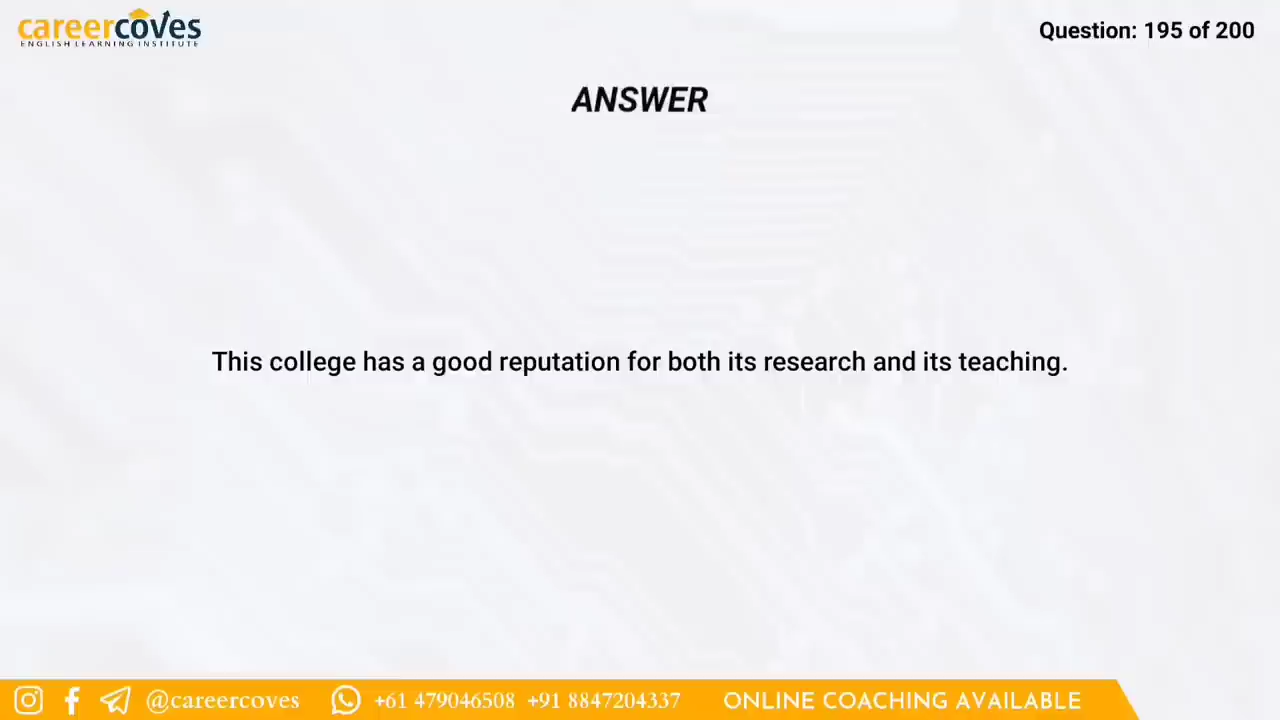 careercoves
ENGLISH LEARNING INSTITUTE
Question: 195 of 200
ANSWER
This college has a good reputation for both its research and its teaching.
@careercoves +61 479046508 +91 8847204337 ONLINE COACHING AVAILABLE